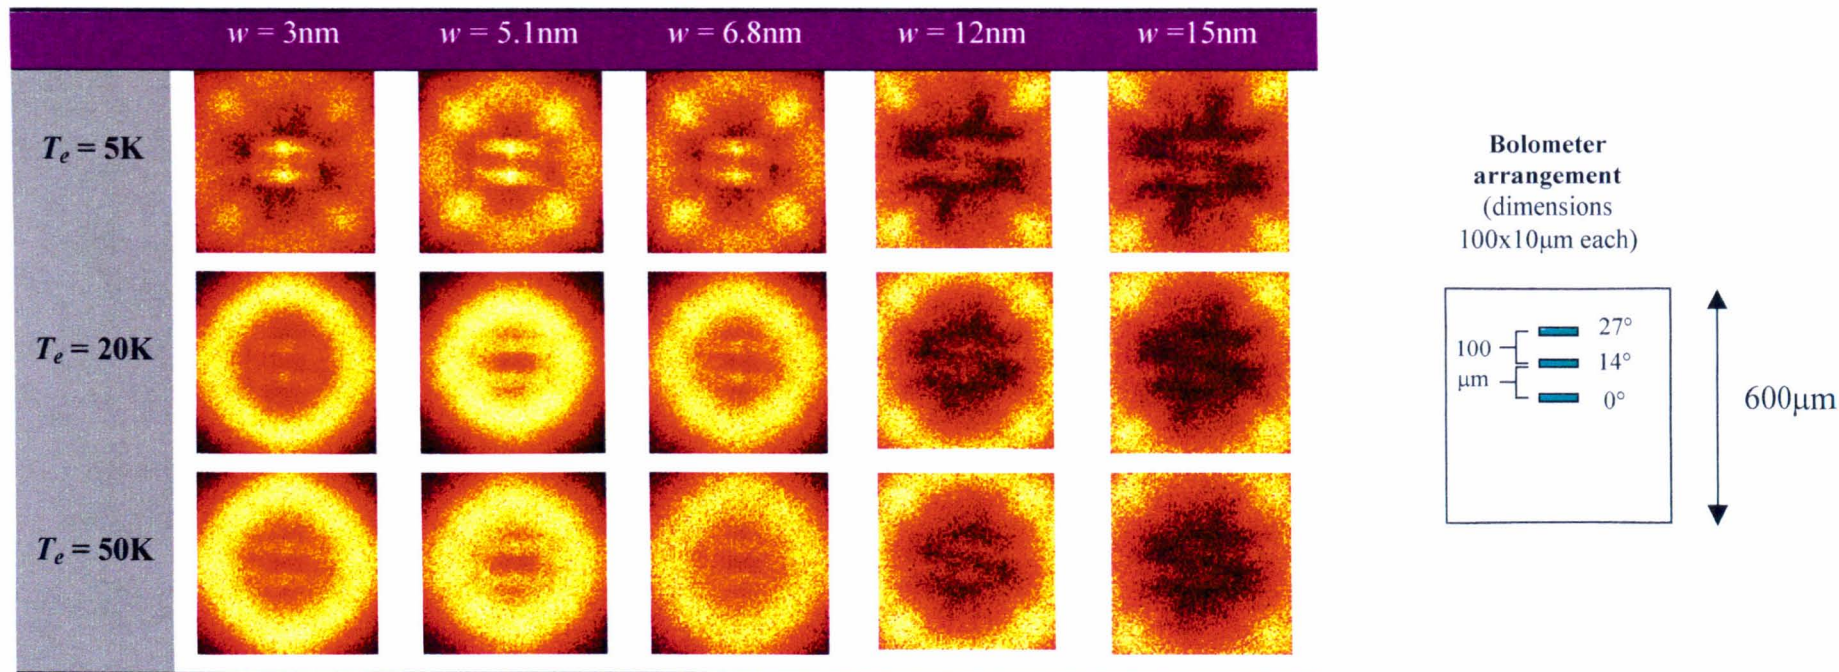 w = 3nm w = 5.1nm w = 6.8nm w = 12nm w =15nm
Te = 5K
Te = 20K
Te = 50K
Bolometer
arrangement
(dimensions
100x10μm each)
27°
100
14°
μm
0°
600μm